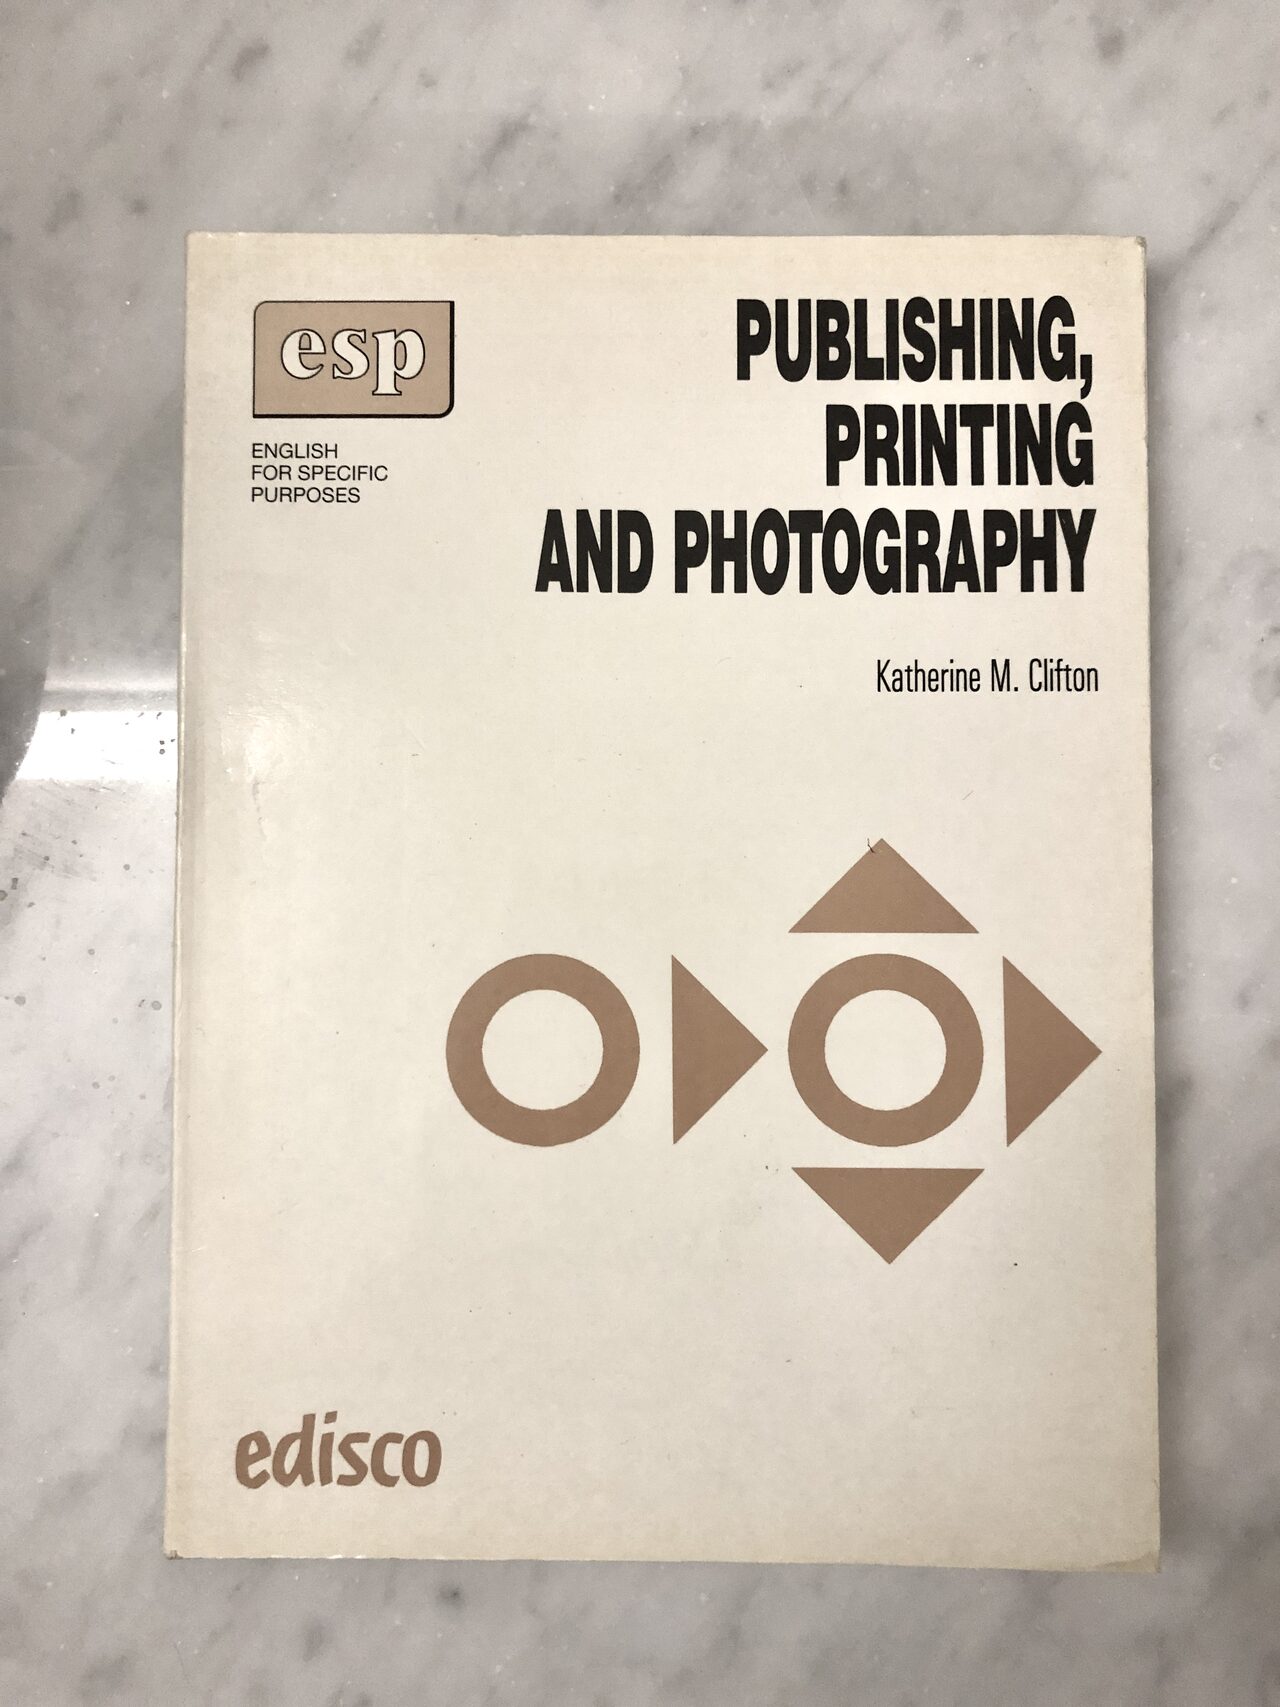 esp
ENGLISH
FOR SPECIFIC
PURPOSES
PUBLISHING,
PRINTING
AND PHOTOGRAPHY
Katherine M. Clifton
edisco